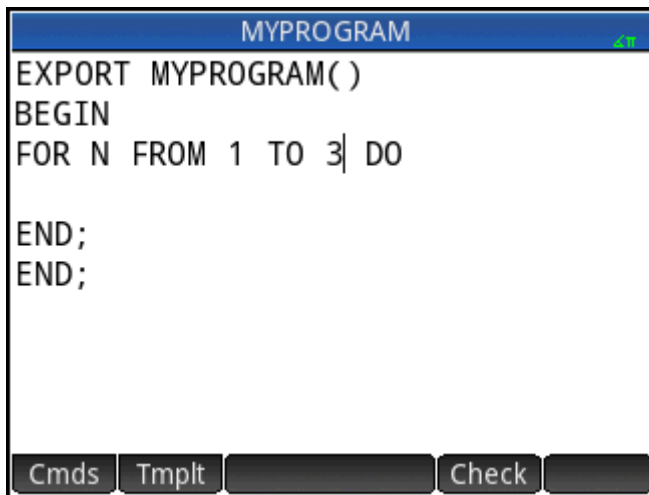 MYPROGRAM
∡π
EXPORT MYPROGRAM()
BEGIN
FOR N FROM 1 TO 3 DO
END;
END;
Cmds Tmplt Check